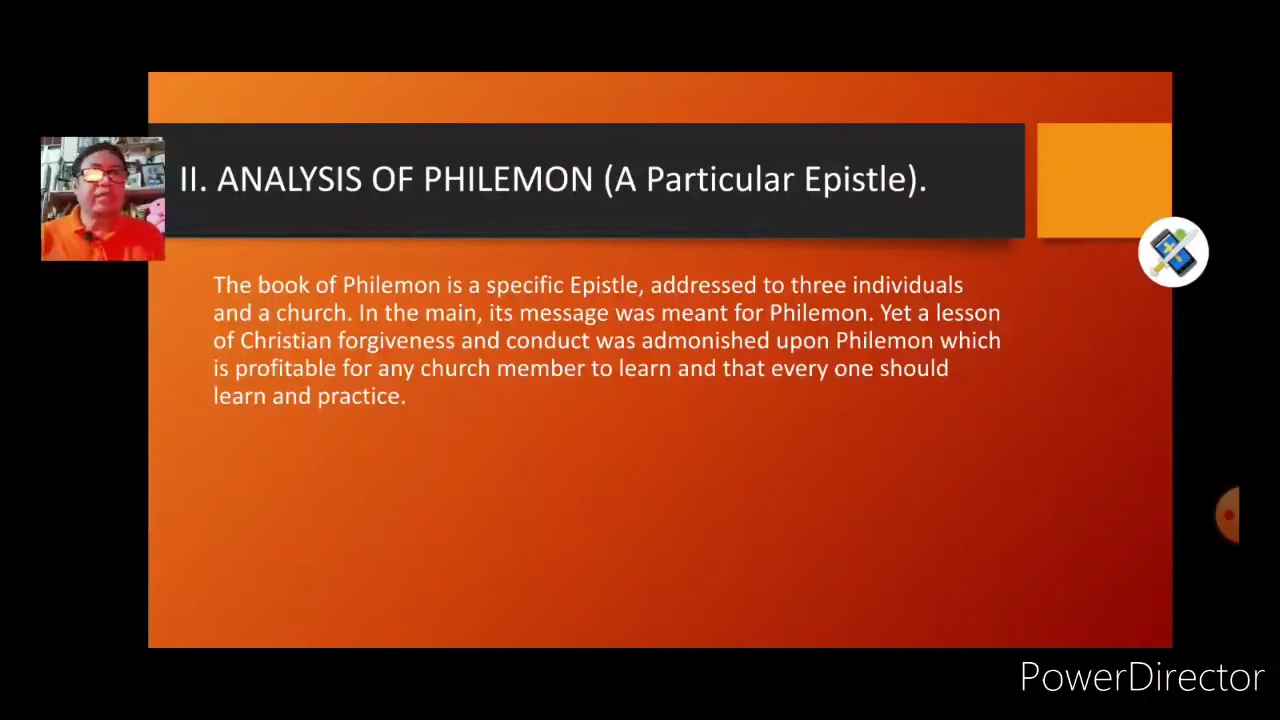 II. ANALYSIS OF PHILEMON (A Particular Epistle).
The book of Philemon is a specific Epistle, addressed to three individuals
and a church. In the main, its message was meant for Philemon. Yet a lesson
of Christian forgiveness and conduct was admonished upon Philemon which
is profitable for any church member to learn and that every one should
learn and practice.
PowerDirector